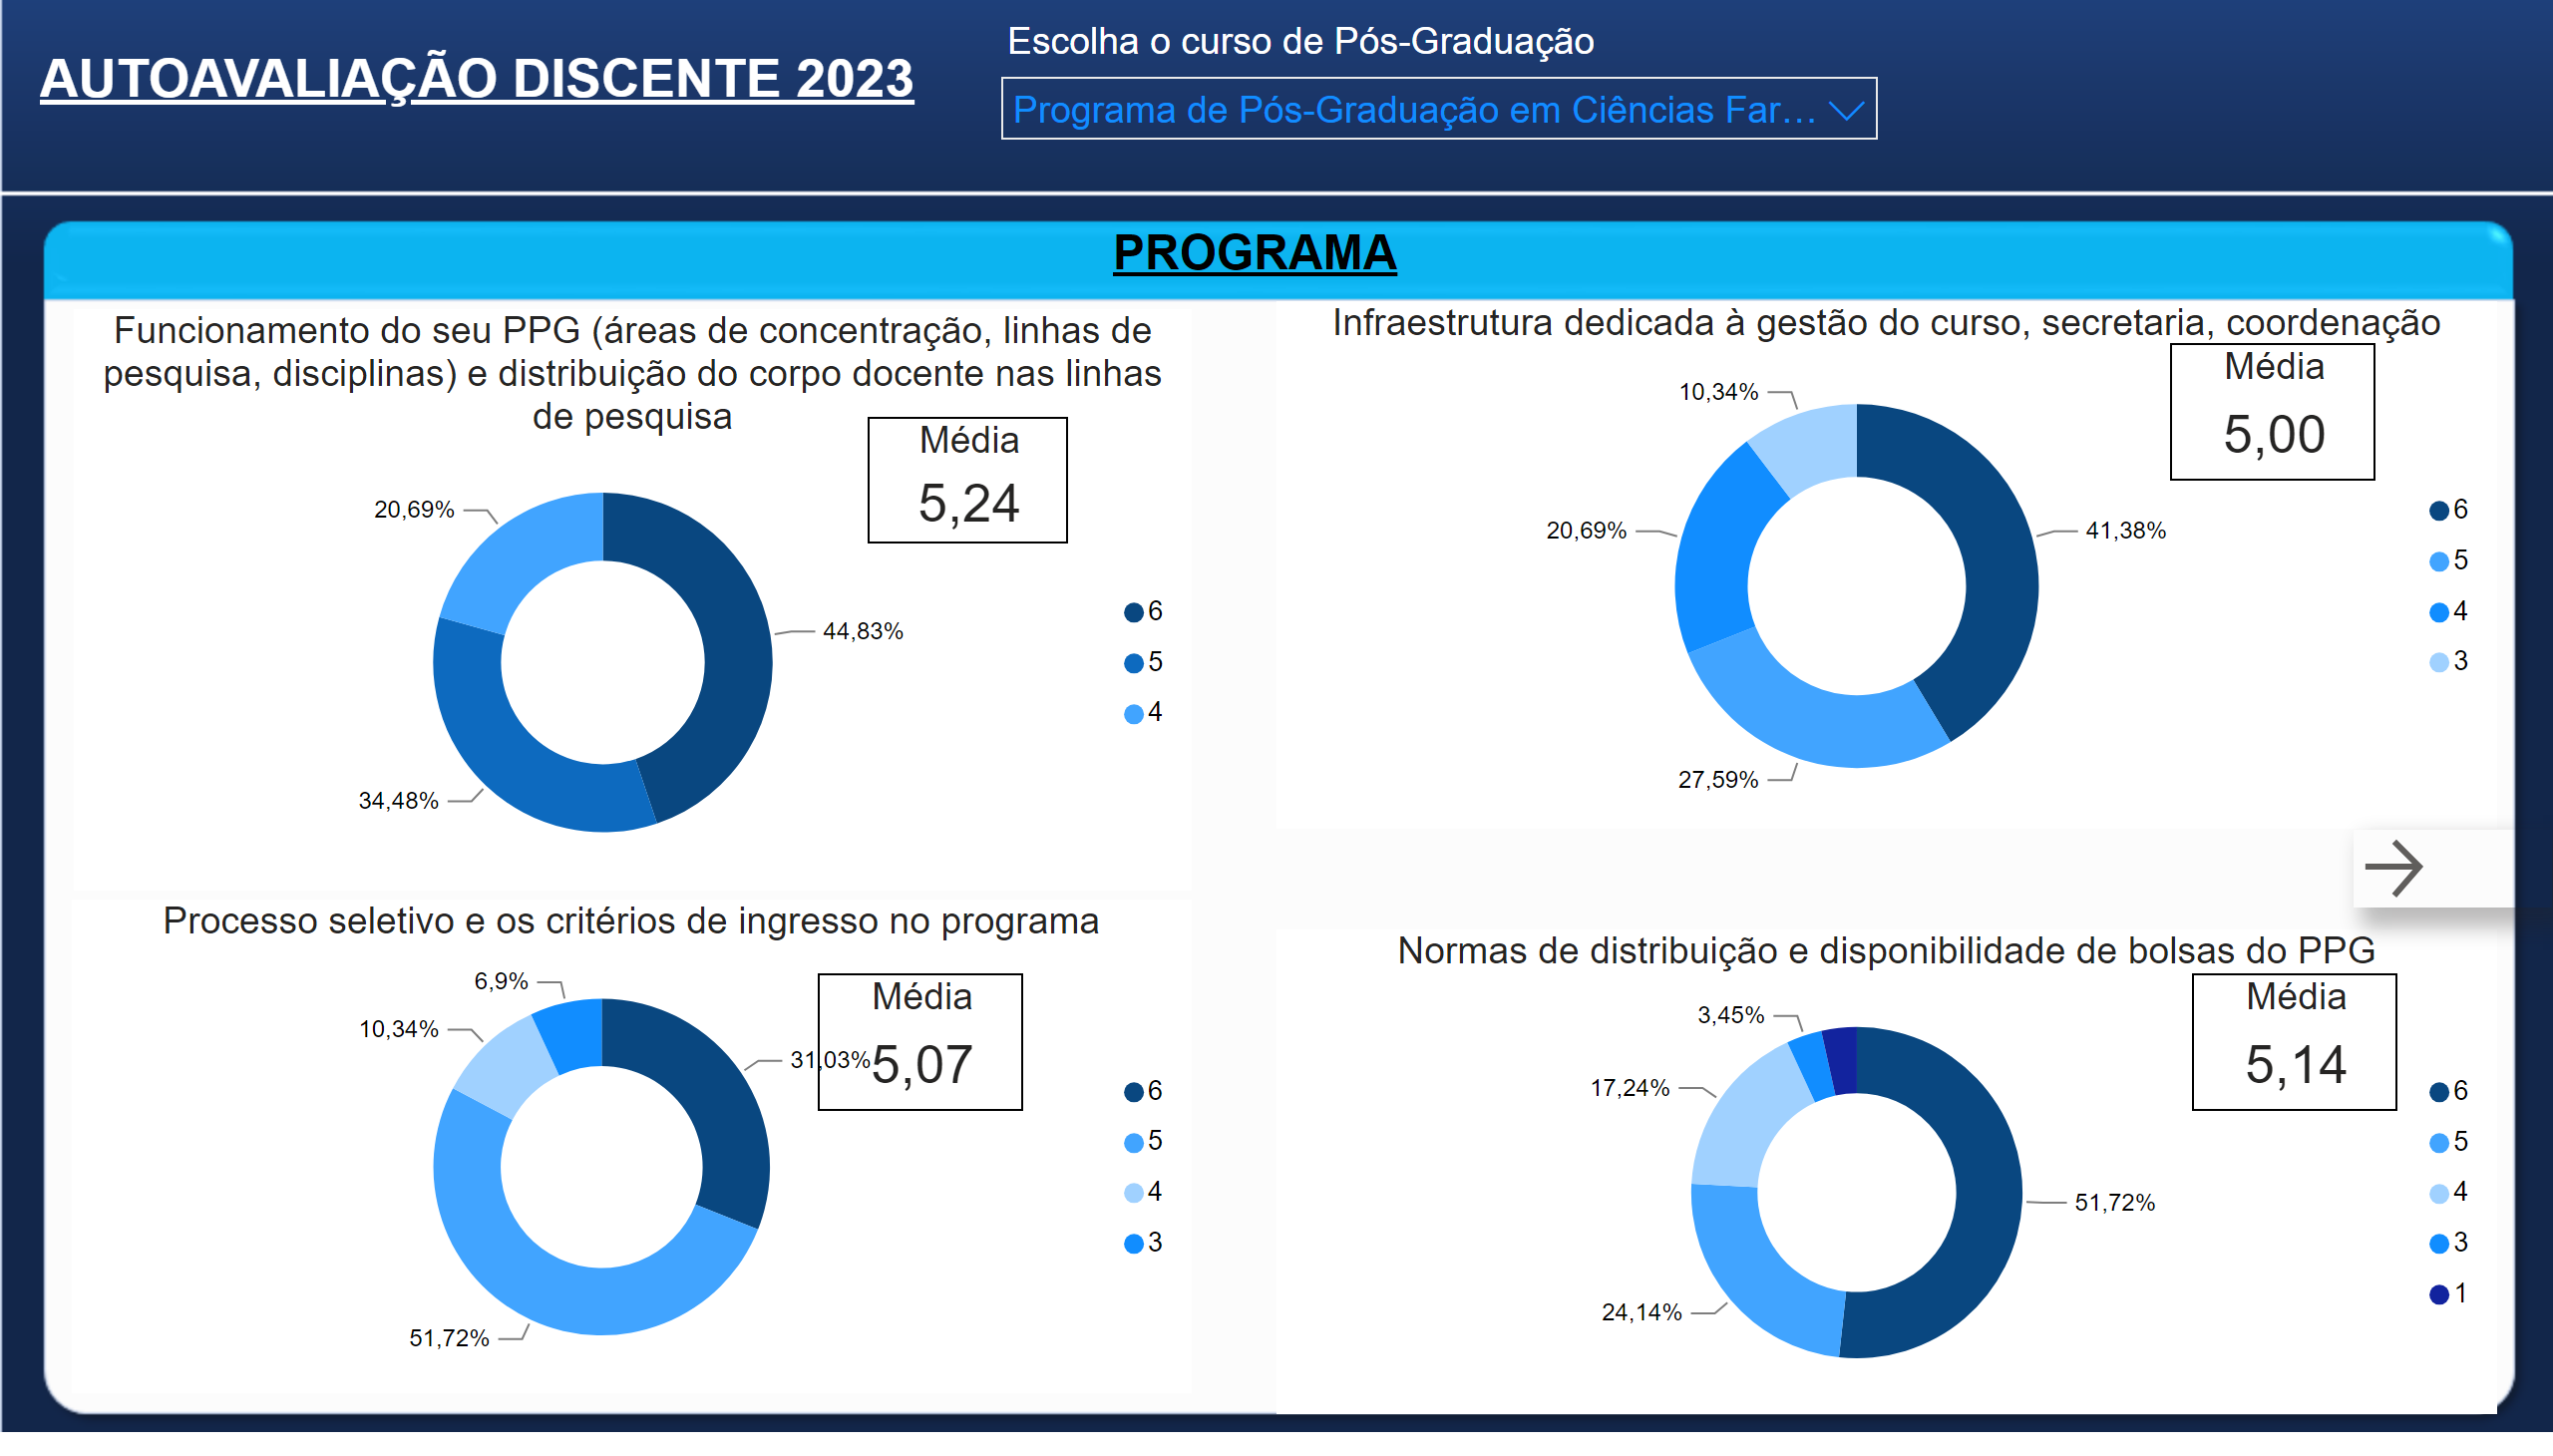 AUTOAVALIAÇÃO DISCENTE 2023
Escolha o curso de Pós-Graduação
Programa de Pós-Graduação em Ciências Far...
PROGRAMA
Funcionamento do seu PPG (áreas de concentração, linhas de
pesquisa, disciplinas) e distribuição do corpo docente nas linhas
de pesquisa
Média
5,24
20,69%
44,83%
34,48%
6
5
4
Infraestrutura dedicada à gestão do curso, secretaria, coordenação
Média
5,00
10,34%
20,69%
41,38%
27,59%
6
5
4
3
Processo seletivo e os critérios de ingresso no programa
Média
5,07
6,9%
10,34%
31,03%
51,72%
6
5
4
3
Normas de distribuição e disponibilidade de bolsas do PPG
Média
5,14
3,45%
17,24%
51,72%
24,14%
6
5
4
3
1